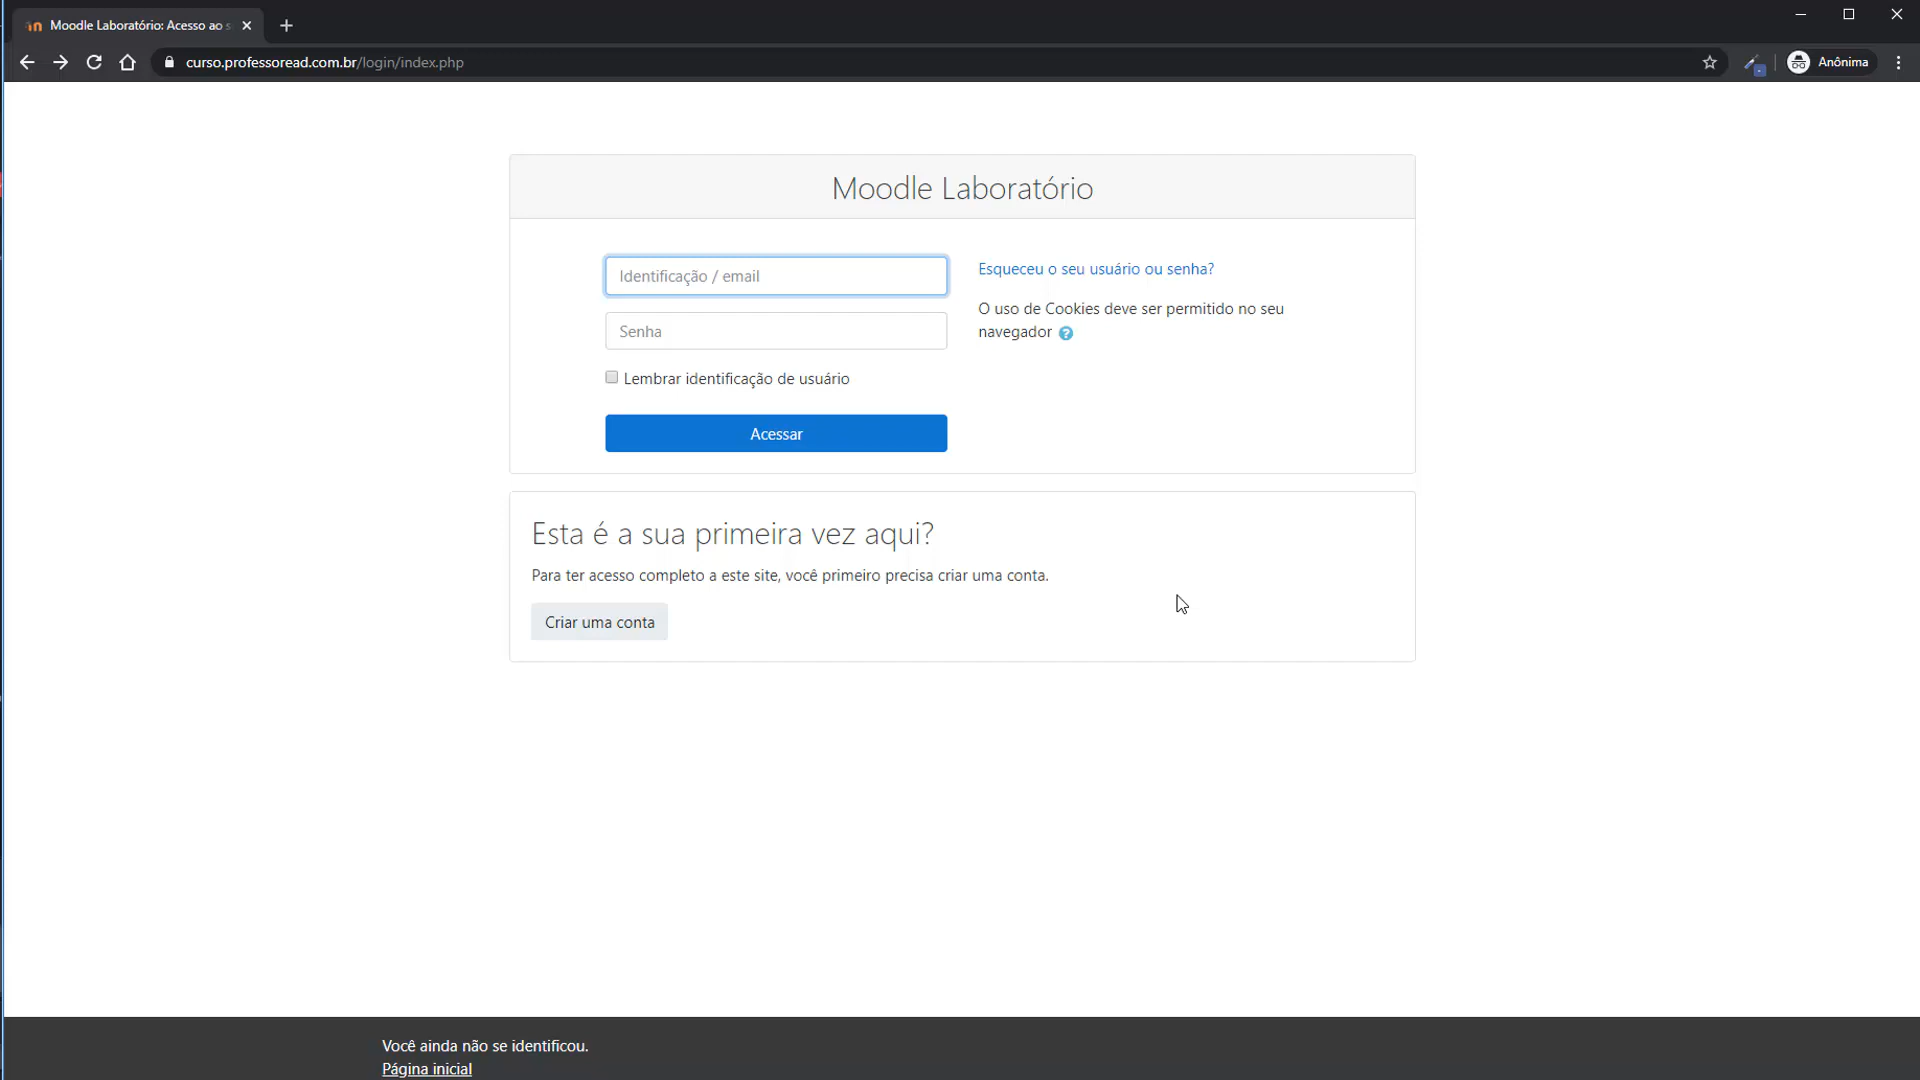 Moodle Laboratório: Acesso ao s
curso.professoread.com.br/login/index.php
Anônima
Moodle Laboratório
Identificação / email
Senha
Lembrar identificação de usuário
Acessar
Esqueceu o seu usuário ou senha?
O uso de Cookies deve ser permitido no seu
navegador
Esta é a sua primeira vez aqui?
Para ter acesso completo a este site, você primeiro precisa criar uma conta.
Criar uma conta
Você ainda não se identificou.
Página inicial